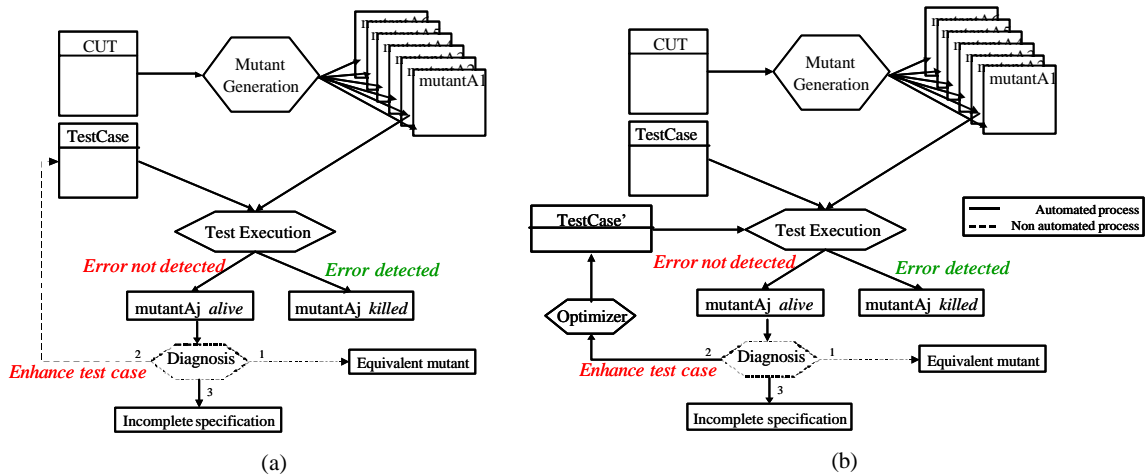 CUT
Mutant
Generation
mutantA1
TestCase
Test Execution
Error not detected
Error detected
mutantAj alive
mutantAj killed
2
Diagnosis
1
Enhance test case
Equivalent mutant
3
Incomplete specification
(a)
CUT
Mutant
Generation
mutantA1
TestCase
TestCase’
Test Execution
Automated process
Non automated process
Error not detected
Error detected
mutantAj alive
mutantAj killed
Optimizer
2
Diagnosis
1
Enhance test case
Equivalent mutant
3
Incomplete specification
(b)